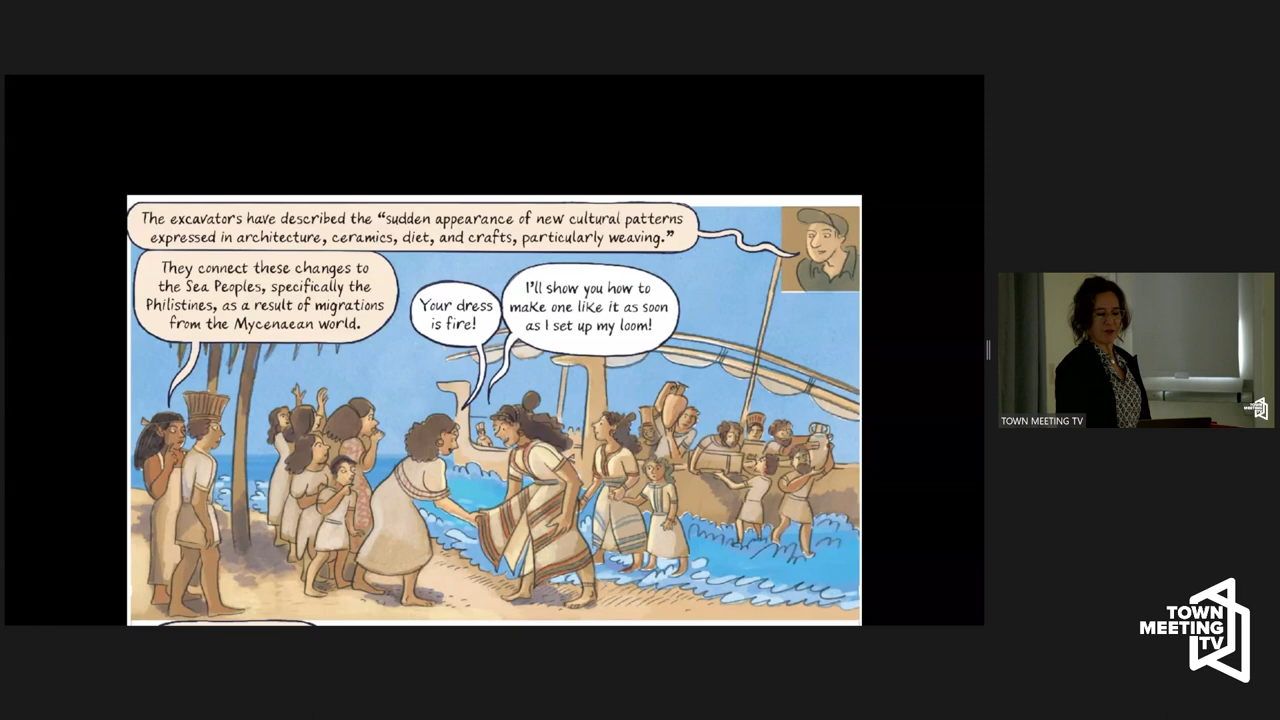 The excavators have described the “sudden appearance of new cultural patterns
expressed in architecture, ceramics, diet, and crafts, particularly weaving.”
They connect these changes to
the Sea Peoples, specifically the
Philistines, as a result of migrations
from the Mycenaean world.
Your dress
is fire!
I'll show you how to
make one like it as soon
as I set up my loom!
TOWN MEETING TV
TOWN
MEETING
TV
TOWN
MEETING
TV